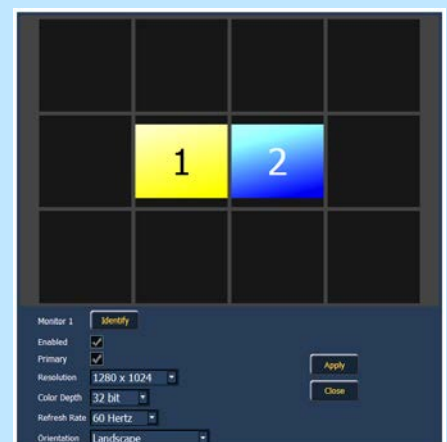 1 2
Monitor 1 Identify
Enabled
Primary
Apply
Resolution 1280 x 1024
Close
Color Depth 32 bit
Refresh Rate 60 Hertz
Orientation Landscape